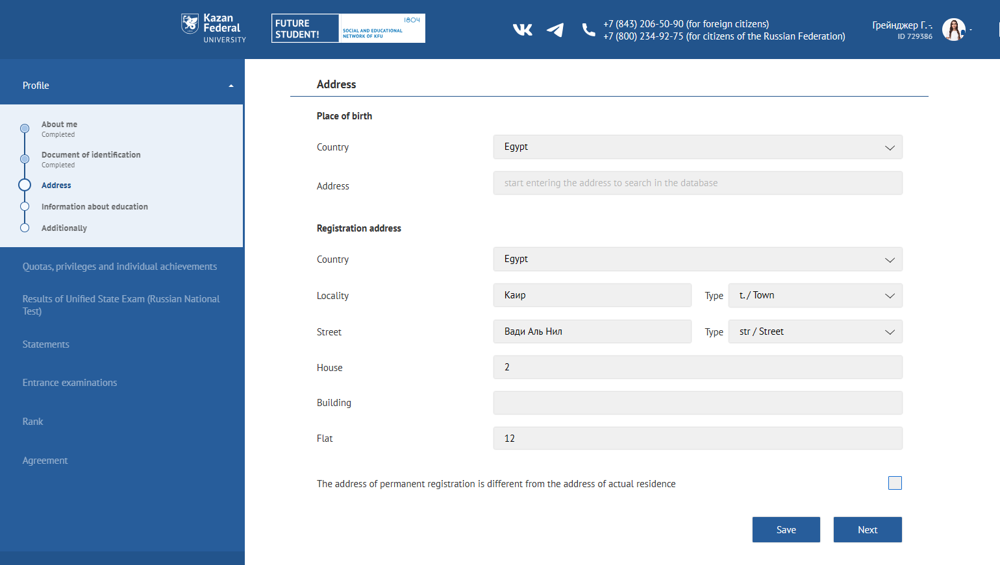 Kazan
Federal
UNIVERSITY
FUTURE
STUDENT!
1804
SOCIAL AND EDUCATIONAL
NETWORK OF KFU
+7 (843) 206-50-90 (for foreign citizens)
+7 (800) 234-92-75 (for citizens of the Russian Federation)
Грейнджер Г. -.
ID 729386
Profile
About me
Completed
Document of identification
Completed
Address
Information about education
Additionally
Quotas, privileges and individual achievements
Results of Unified State Exam (Russian National
Test)
Statements
Entrance examinations
Rank
Agreement
Address
Place of birth
Country Egypt
Address start entering the address to search in the database
Registration address
Country Egypt
Locality Каир Type t. / Town
Street Вади Аль Нил Type str / Street
House 2
Building
Flat 12
The address of permanent registration is different from the address of actual residence
Save Next